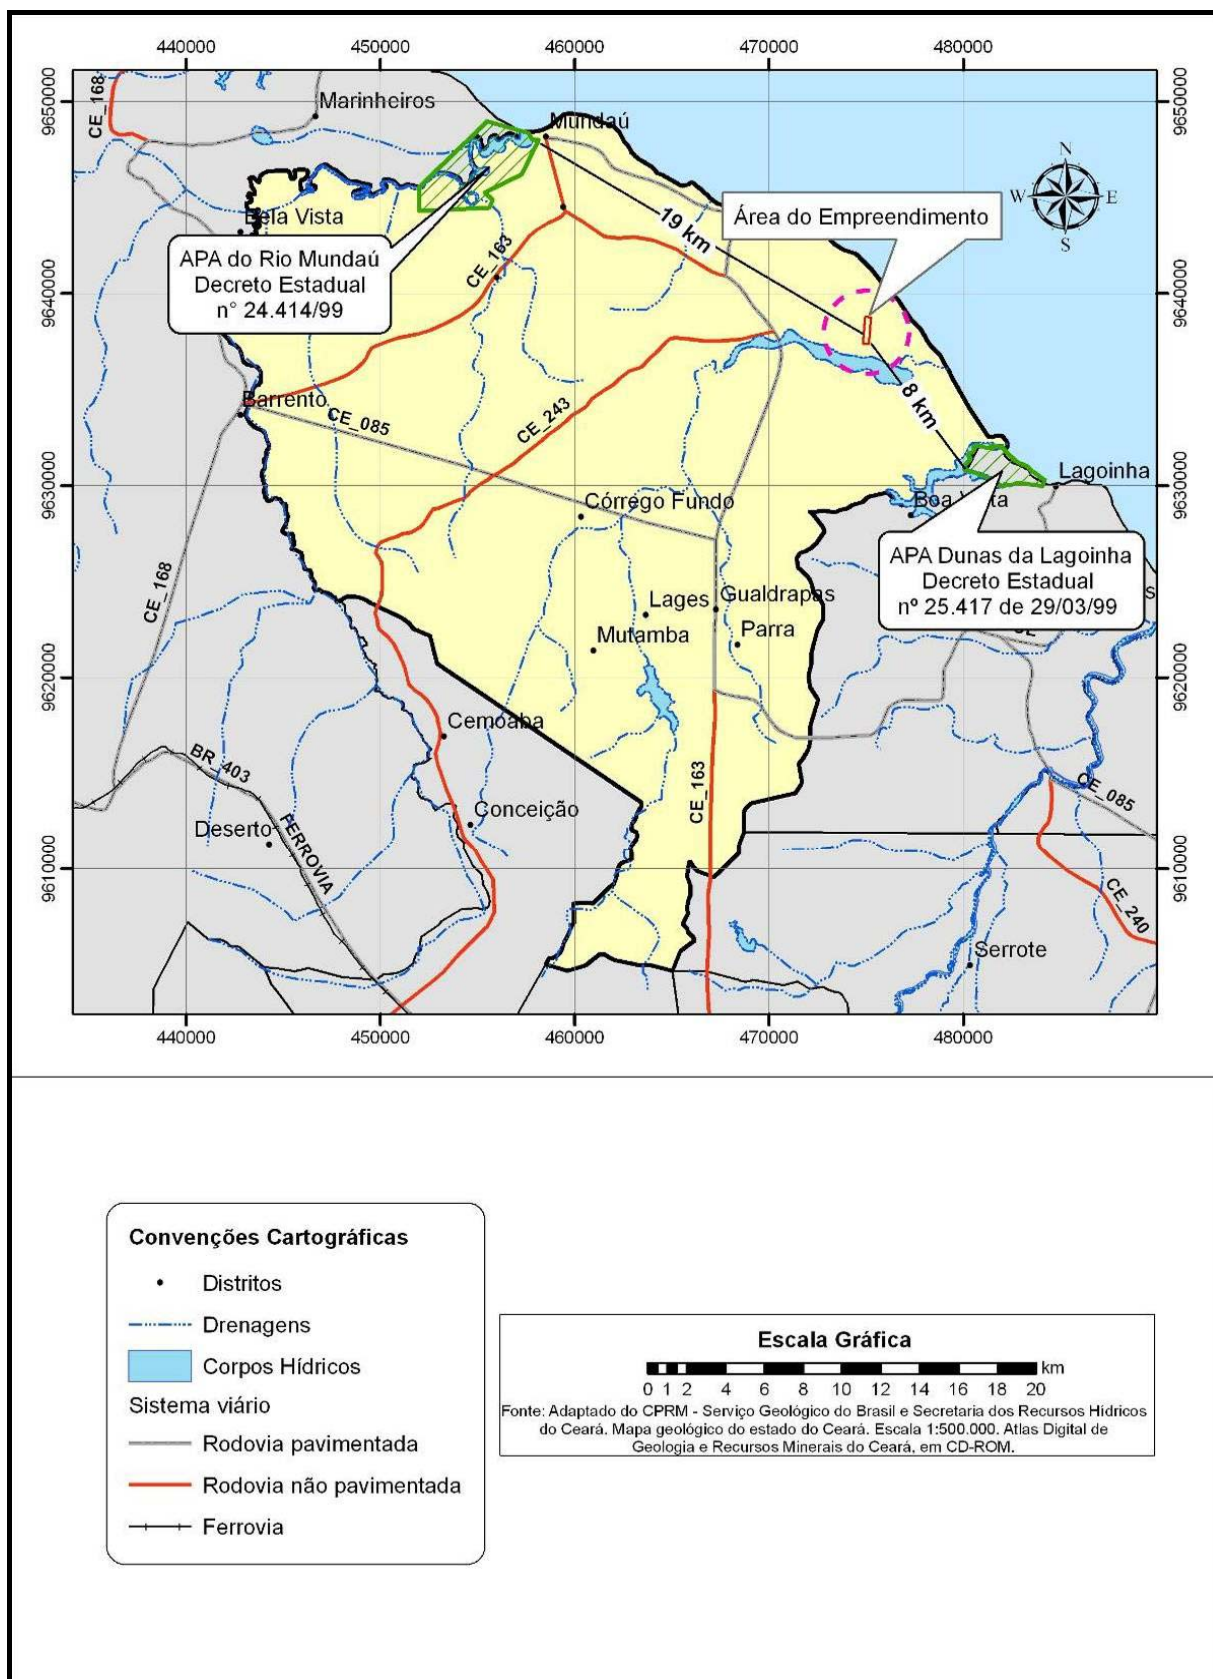 440000
450000
460000
470000
480000
9650000
9650000
CE_168
Marinheiros
Mundaú
N
W
E
S
Área do Empreendimento
19 km
Bela Vista
APA do Rio Mundaú
Decreto Estadual
n° 24.414/99
CE_163
9640000
9640000
8 km
Barrento
CE_085
CE_243
9630000
9630000
Lagoinha
Boa Vista
Córrego Fundo
APA Dunas da Lagoinha
Decreto Estadual
nº 25.417 de 29/03/99
CE_168
Lages
Gualdrapas
Mutamba
Parra
9620000
9620000
Cemoaba
BR_403
CE_163
CE_085
Conceição
Deserto
FERROVIA
9610000
9610000
CE_240
Serrote
440000
450000
460000
470000
480000
Convenções Cartográficas
Distritos
Drenagens
Corpos Hídricos
Sistema viário
Rodovia pavimentada
Rodovia não pavimentada
Ferrovia
Escala Gráfica
km
0 1 2 4 6 8 10 12 14 16 18 20
Fonte: Adaptado do CPRM - Serviço Geológico do Brasil e Secretaria dos Recursos Hídricos
do Ceará. Mapa geológico do estado do Ceará. Escala 1:500.000. Atlas Digital de
Geologia e Recursos Minerais do Ceará, em CD-ROM.